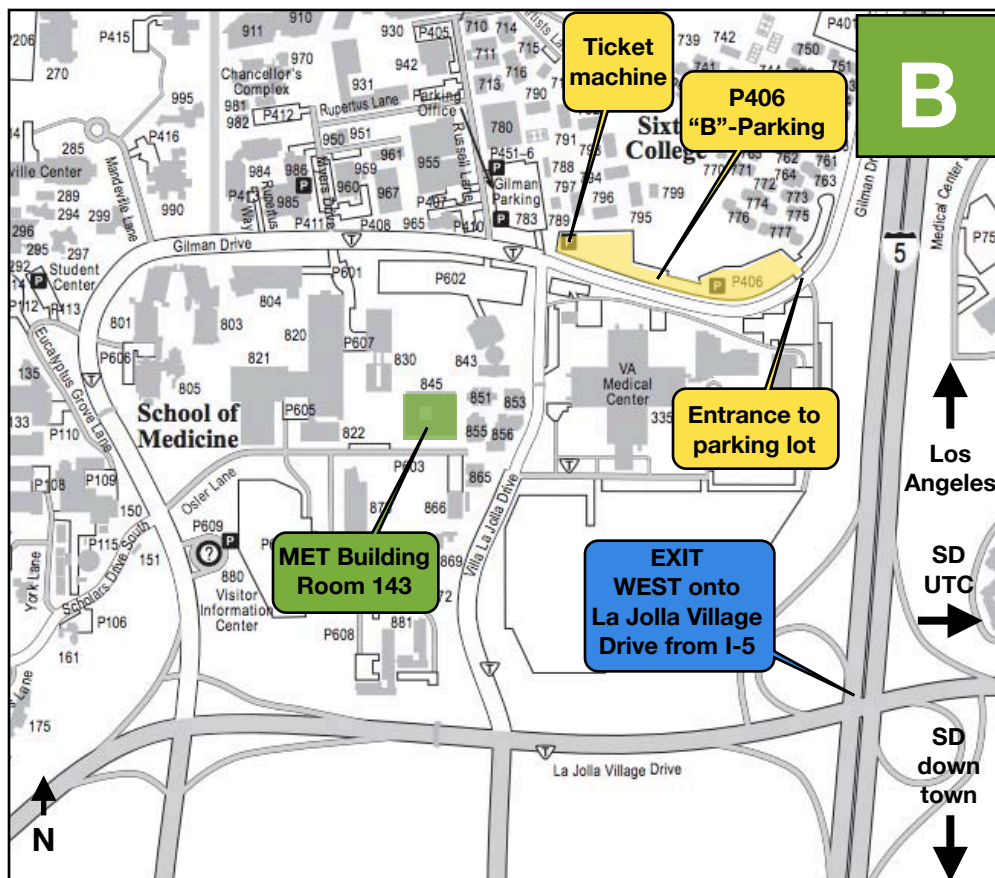 B
Ticket
machine
P406
“B”-Parking
Entrance to
parking lot
MET Building
Room 143
EXIT
WEST onto
La Jolla Village
Drive from I-5
Los
Angeles
SD
UTC
SD
down
town
N
5
P206
P415
270
995
P416
285
289
294
299
296
295
297
292
990
Mandeville Lane
Student
Center
P112
P113
911
910
970
Chancellor's
Complex
981
982
P412
984
986
985
Rupertus
Way
950
951
959
960
961
967
Myers Drive
P411
P408
965
P407
955
P410
930
P405
942
931
Rupertus Lane
Parking
Office
Russell Lane
710
714
711
715
713
716
790
780
791
788
797
794
796
795
799
789
783
P451-6
Gilman
Parking
Sixth
College
739
742
741
750
751
P401
762
761
764
763
770
771
772
774
773
775
776
777
Gilman Drive
Gilman Drive
Medical Center
P75
P406
P601
P602
804
803
801
820
821
P607
830
843
845
851
853
855
856
805
P606
P605
822
School of
Medicine
VA
Medical
Center
335
135
133
P110
P108
P109
150
P115
151
P106
161
175
Eucalyptus Grove Lane
York Lane
Scholars Drive South
Osler Lane
P609
?
880
Visitor
Information
Center
P603
865
866
869
P608
881
Villa La Jolla Drive
La Jolla Village Drive